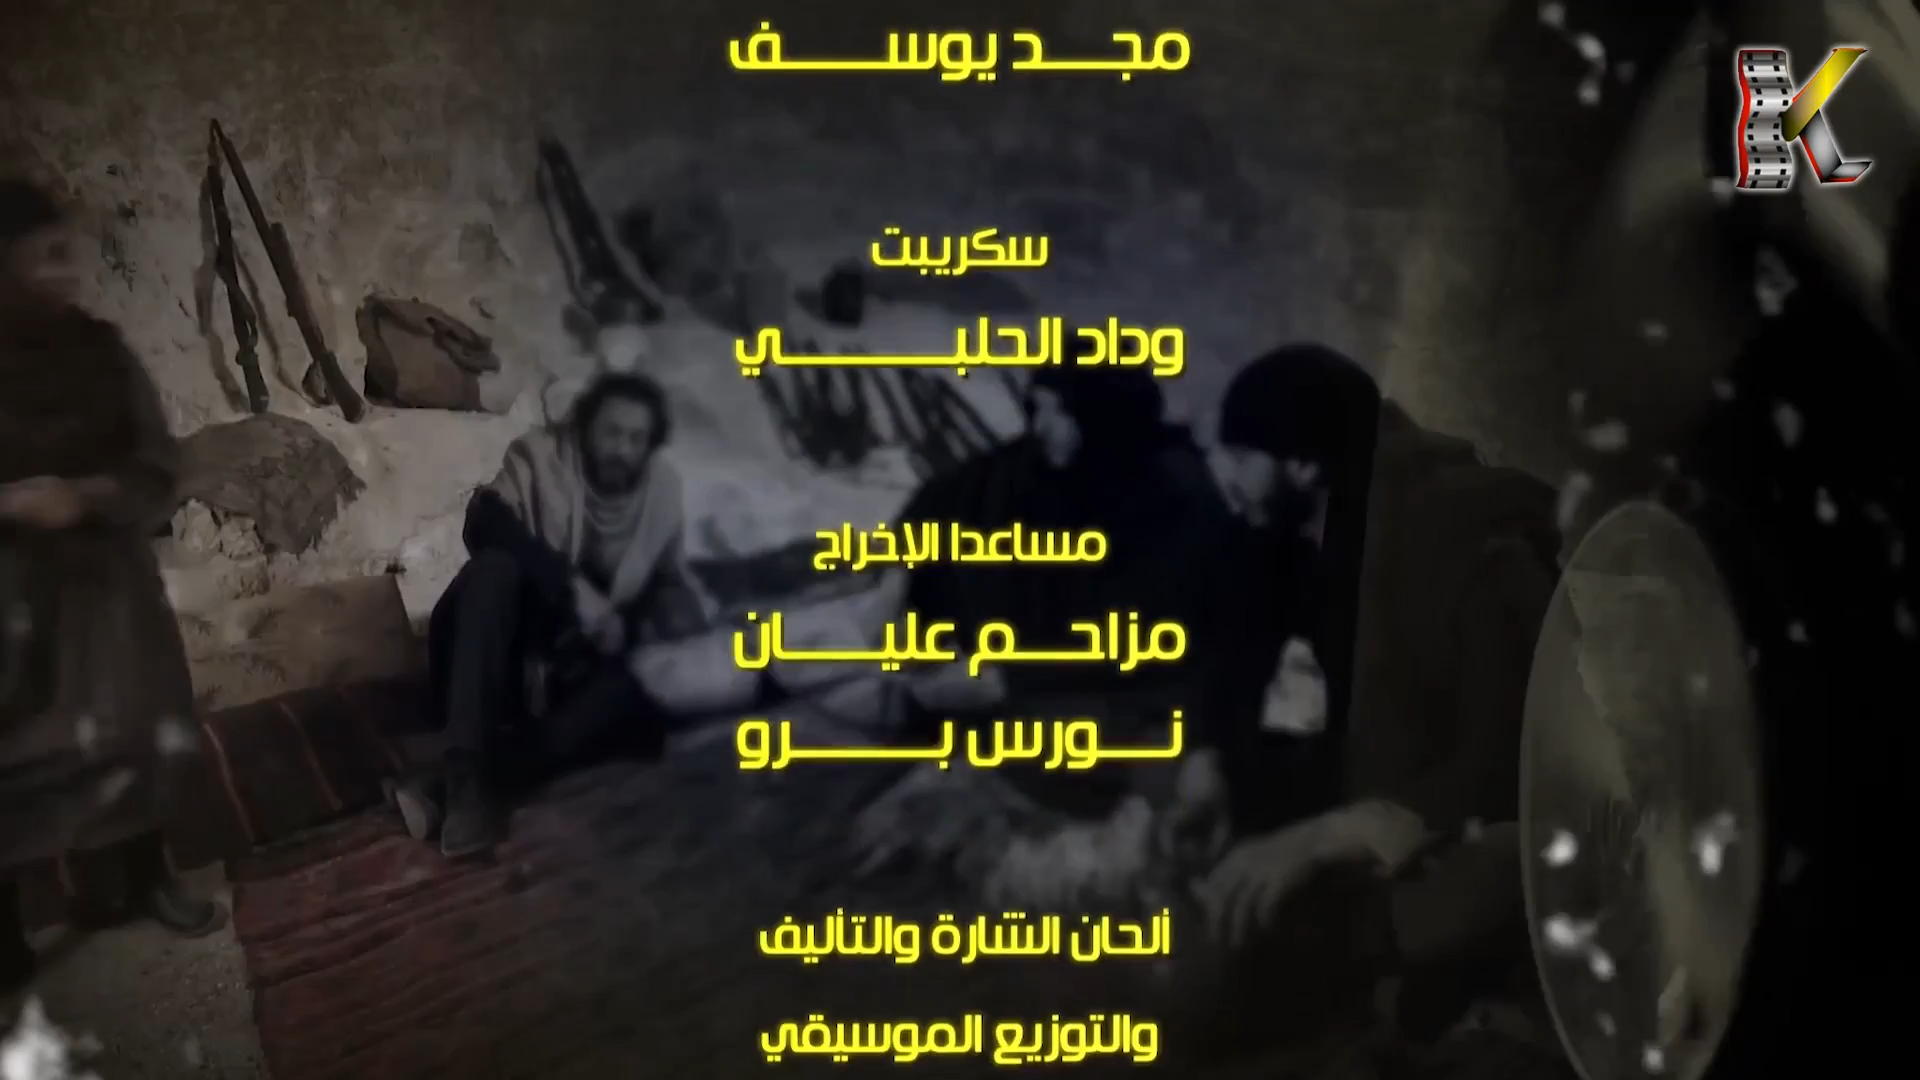 مجد يوسف
سكريبت
وداد الحلبي
مساعدا الإخراج
مزاحم عليان
نورس برو
ألحان الشارة والتأليف
والتوزيع الموسيقي